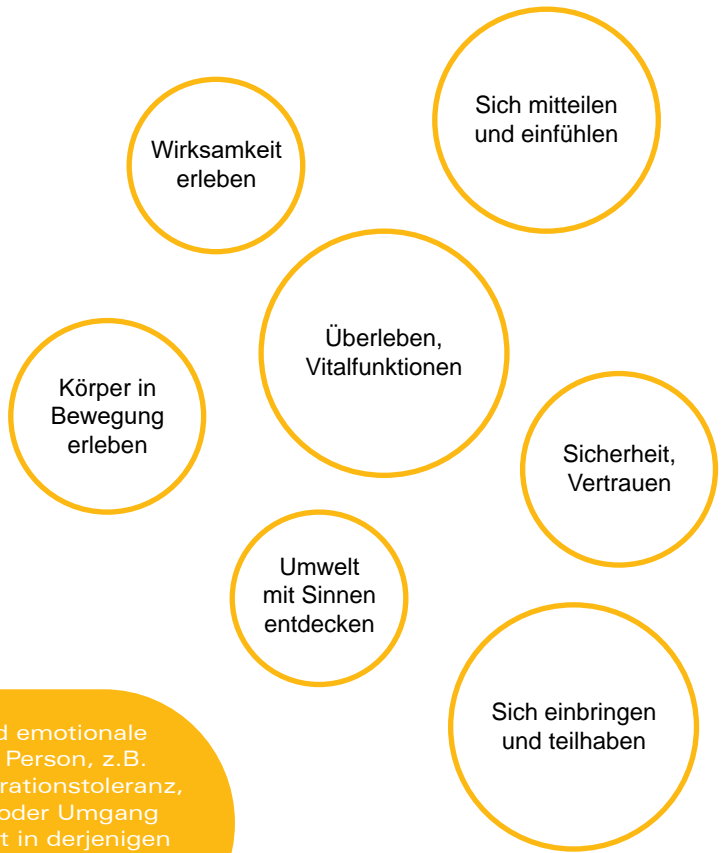 Sich mitteilen
und einfühlen
Wirksamkeit
erleben
Überleben,
Vitalfunktionen
Körper in
Bewegung
erleben
Sicherheit,
Vertrauen
Umwelt
mit Sinnen
entdecken
Sich einbringen
und teilhaben
emotionale
Person, z.B.
oder Umgang
in derjenigen